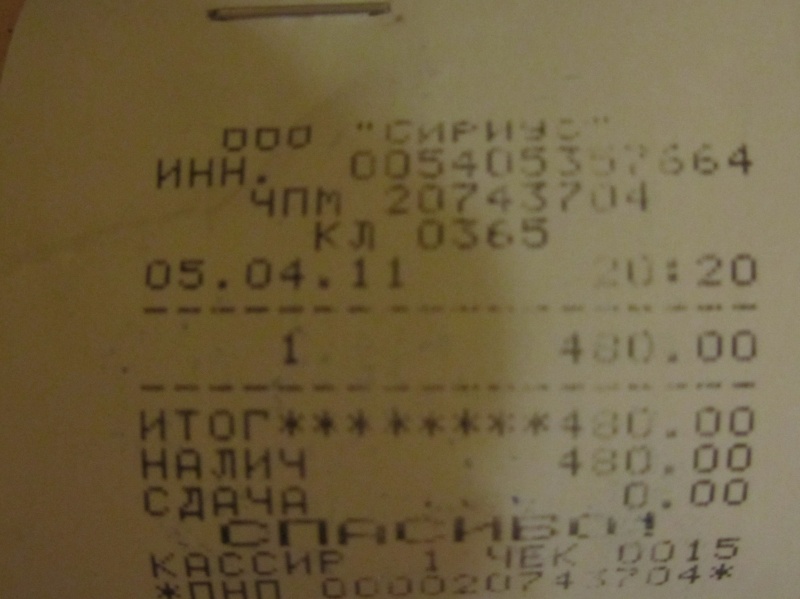 ООО "СИРИУС"
ИНН. 005405357664
ЧПМ 20743704
КЛ 0365
05.04.11 20:20
----------------
1 480.00
----------------
ИТОГ********480.00
НАЛИЧ 480.00
СДАЧА 0.00
СПАСИБО!
КАССИР 1 ЧЕК 0015
*ПНП 000020743704*